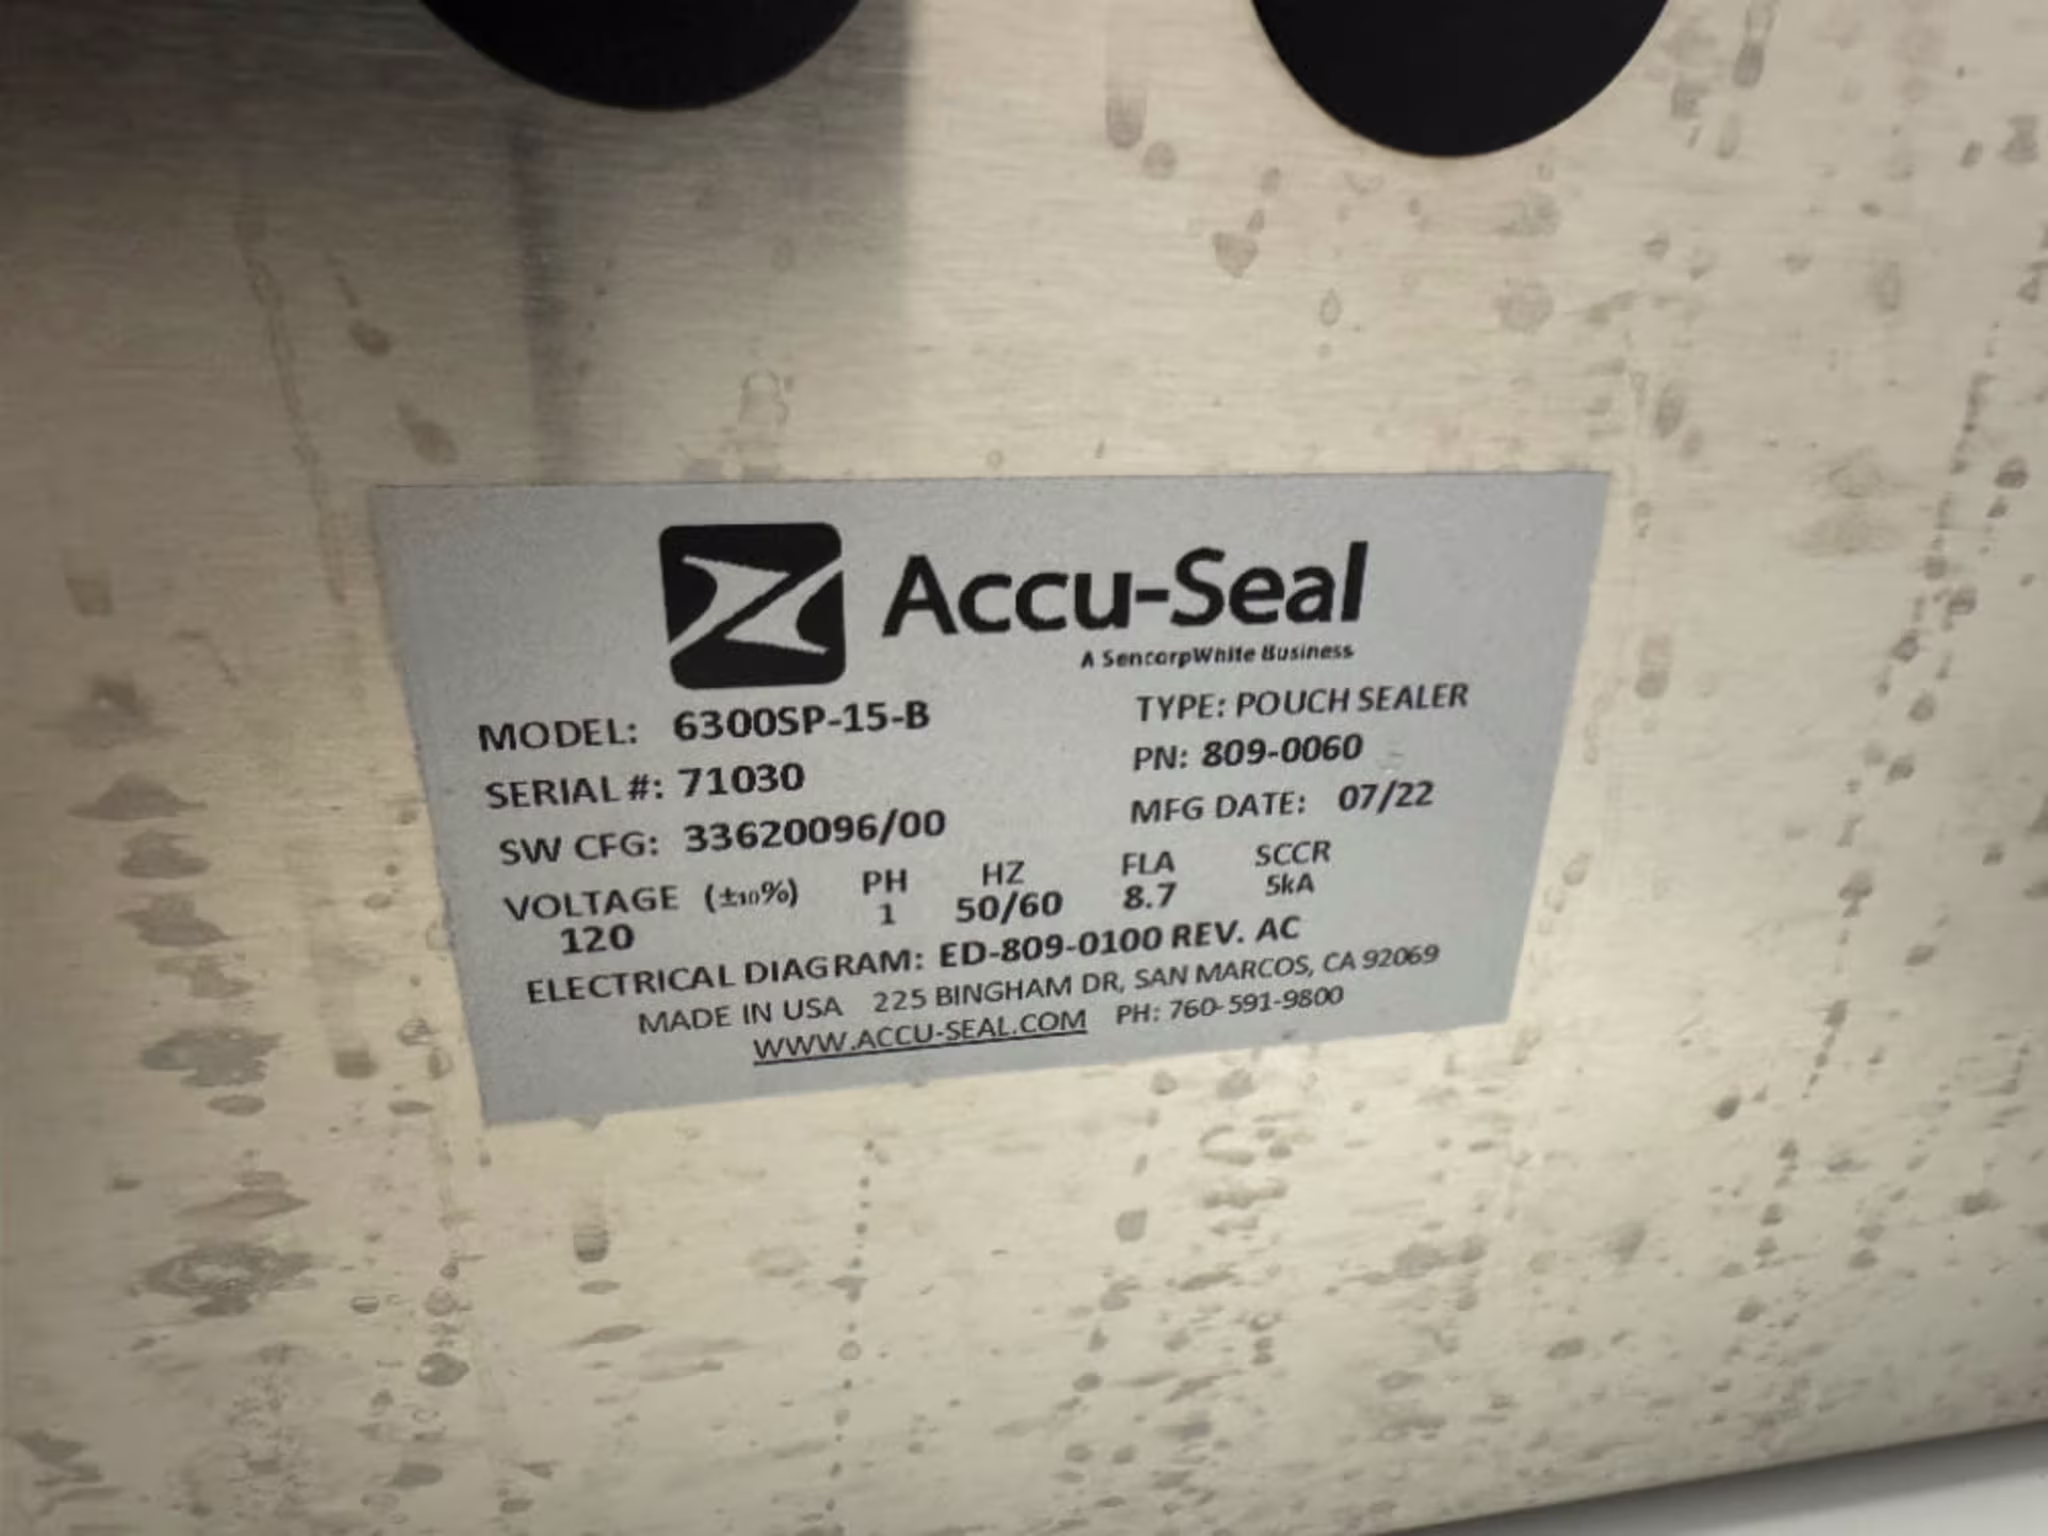 Accu-Seal
A SencorpWhite Business
MODEL: 6300SP-15-B TYPE: POUCH SEALER
SERIAL #: 71030 PN: 809-0060
SW CFG: 33620096/00 MFG DATE: 07/22
VOLTAGE (±10%) PH HZ FLA SCCR
120 1 50/60 8.7 5kA
ELECTRICAL DIAGRAM: ED-809-0100 REV. AC
MADE IN USA 225 BINGHAM DR, SAN MARCOS, CA 92069
WWW.ACCU-SEAL.COM PH: 760-591-9800